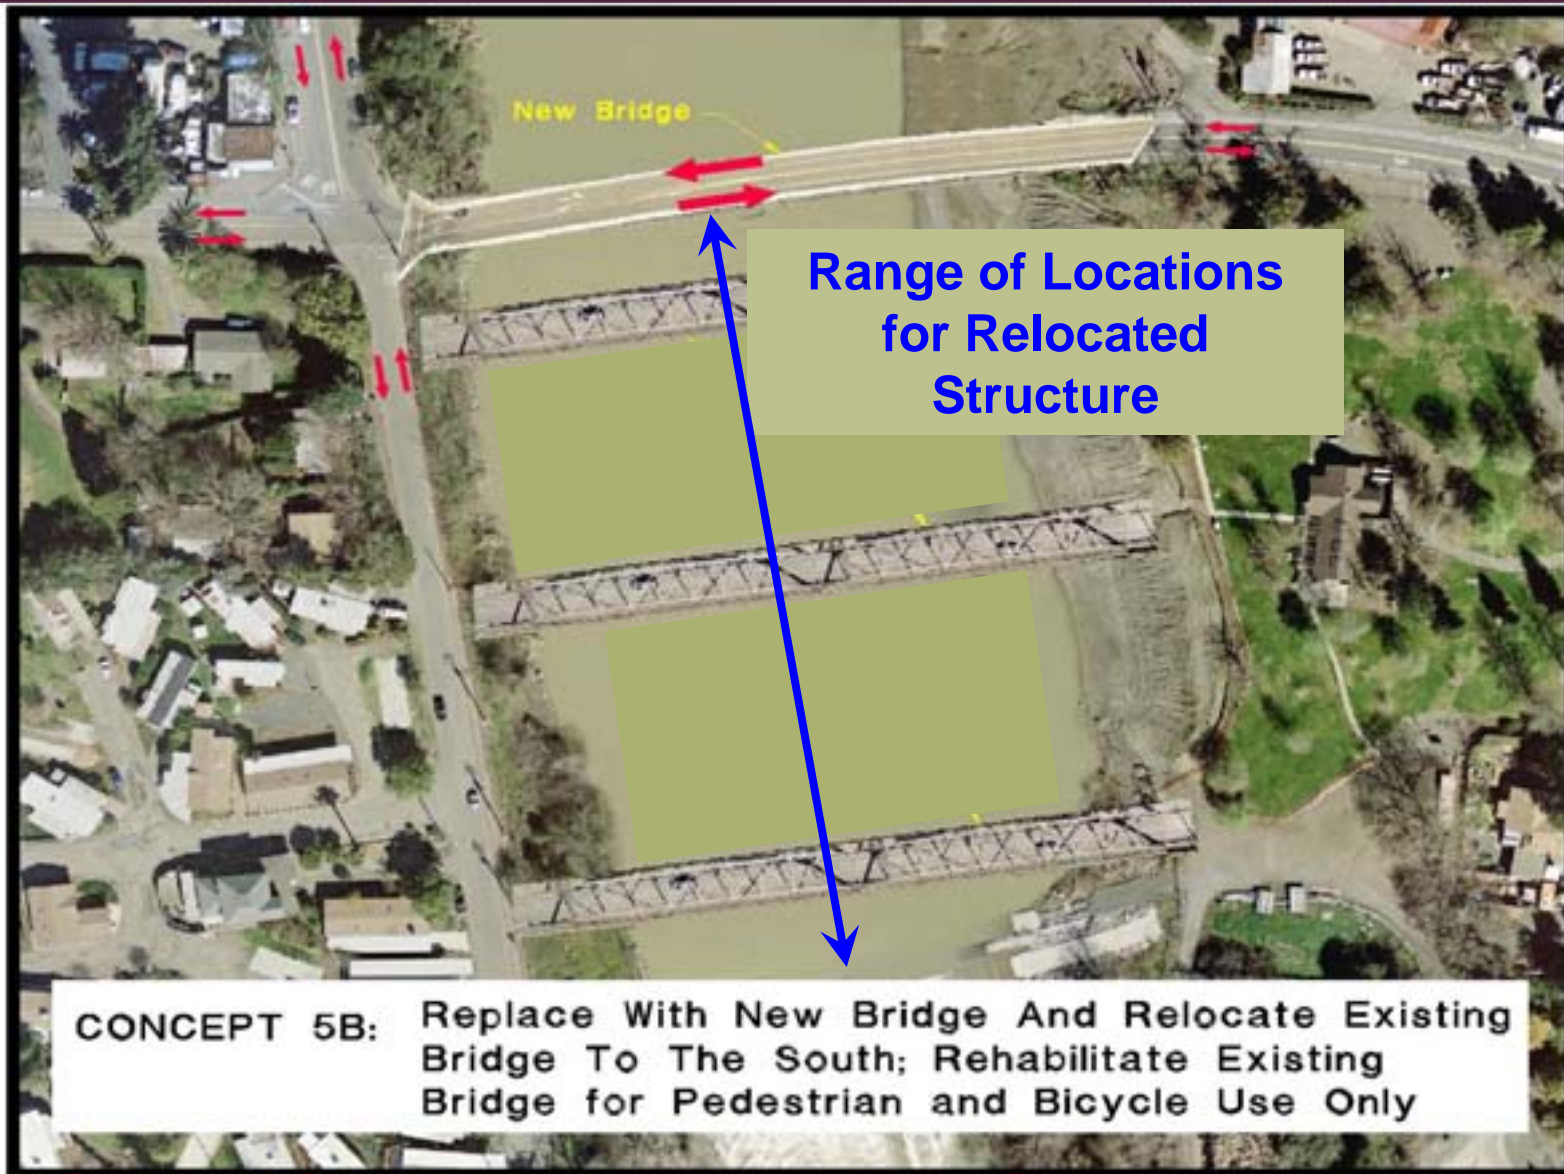 New Bridge
Range of Locations
for Relocated
Structure
CONCEPT 5B: Replace With New Bridge And Relocate Existing
Bridge To The South; Rehabilitate Existing
Bridge for Pedestrian and Bicycle Use Only